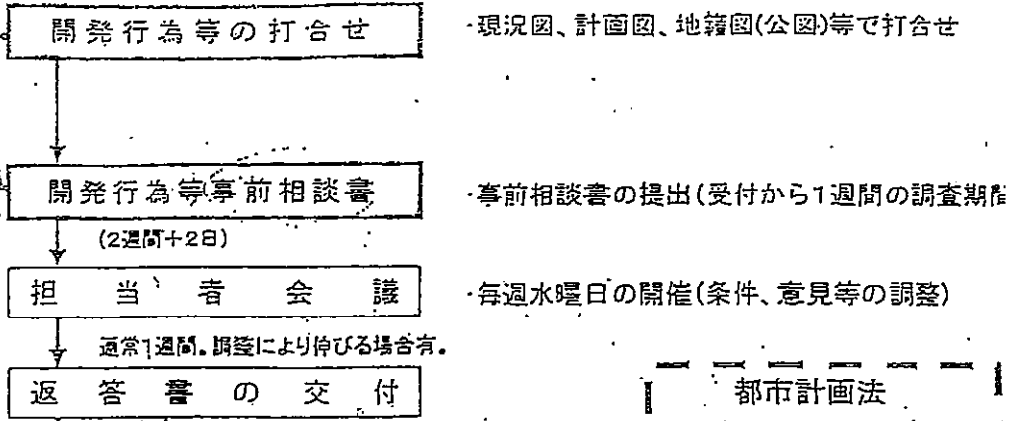 開発行為等の打合せ
・現況図、計画図、地籍図(公図)等で打合せ
開発行為等事前相談書
・事前相談書の提出(受付から1週間の調査期間
(2週間+2日)
担当者会議
・毎週水曜日の開催(条件、意見等の調整)
通常1週間。調整により伸びる場合有。
返答書の交付
都市計画法